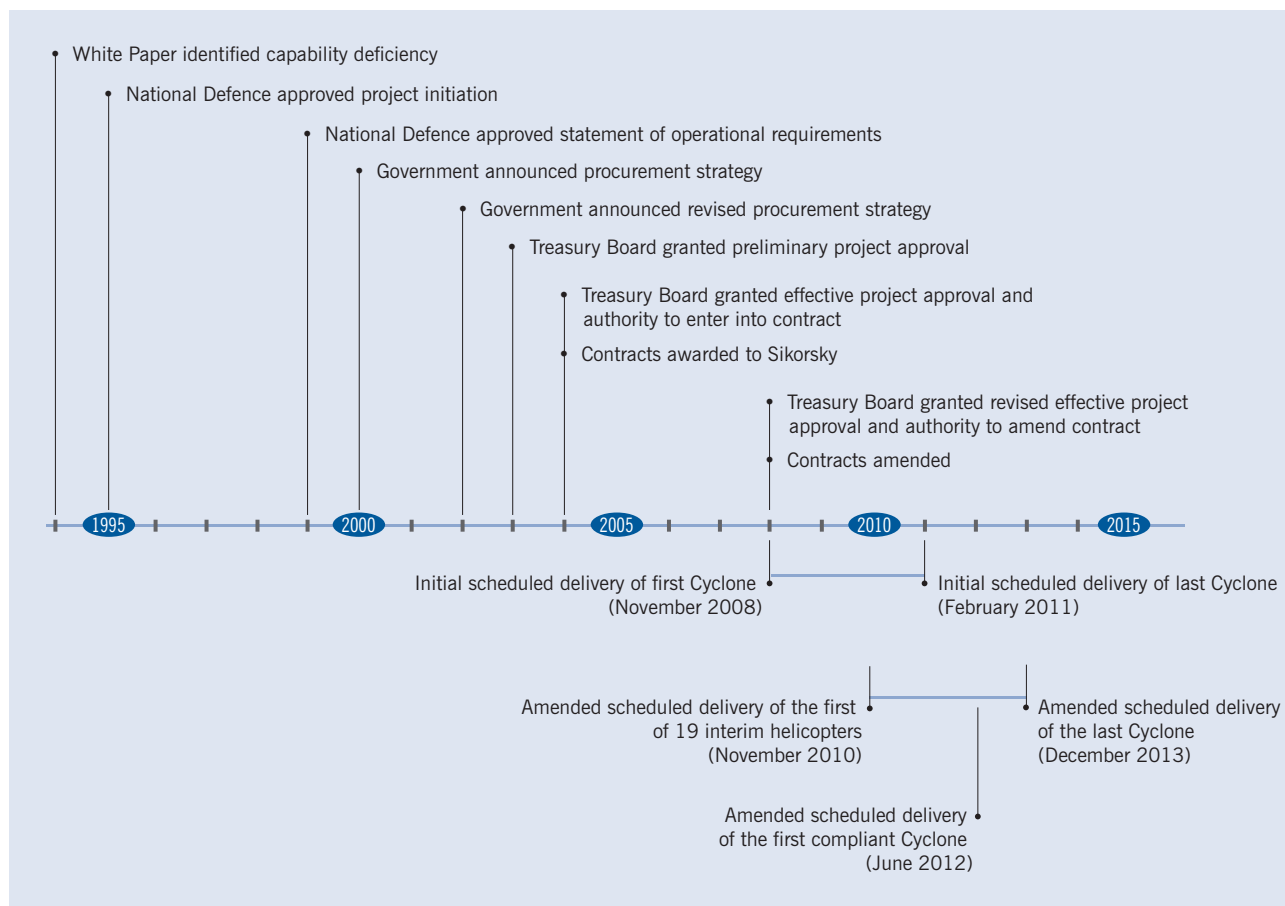 White Paper identified capability deficiency
National Defence approved project initiation
National Defence approved statement of operational requirements
Government announced procurement strategy
Government announced revised procurement strategy
Treasury Board granted preliminary project approval
Treasury Board granted effective project approval and
authority to enter into contract
Contracts awarded to Sikorsky
Treasury Board granted revised effective project
approval and authority to amend contract
Contracts amended
1995
2000
2005
2010
2015
Initial scheduled delivery of first Cyclone
(November 2008)
Initial scheduled delivery of last Cyclone
(February 2011)
Amended scheduled delivery of the first
of 19 interim helicopters
(November 2010)
Amended scheduled delivery
of the last Cyclone
(December 2013)
Amended scheduled delivery
of the first compliant Cyclone
(June 2012)